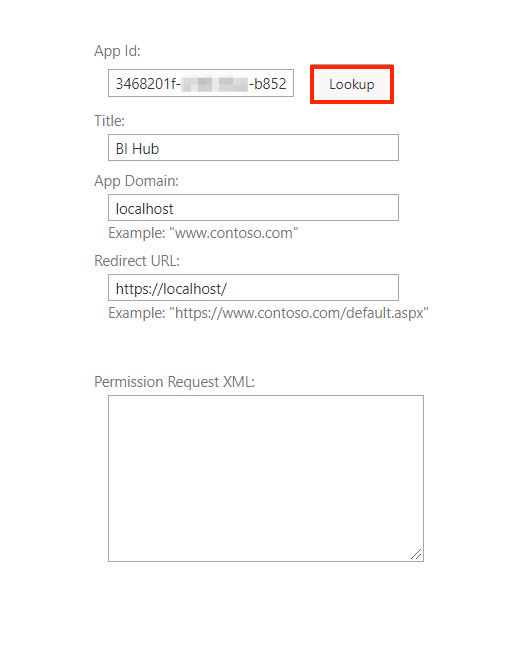 App Id:
3468201f- -b852 Lookup
Title:
BI Hub
App Domain:
localhost
Example: "www.contoso.com"
Redirect URL:
https://localhost/
Example: "https://www.contoso.com/default.aspx"
Permission Request XML: